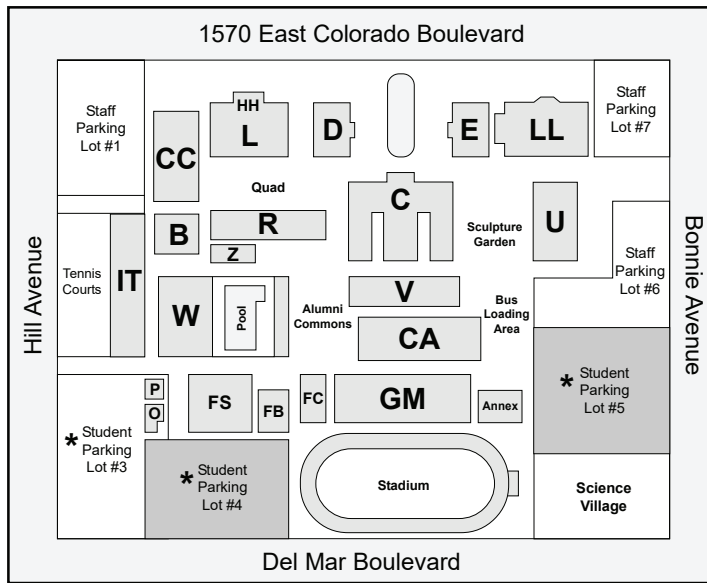 1570 East Colorado Boulevard
Staff
Parking
Lot #1
HH
L
D
E
LL
Staff
Parking
Lot #7
CC
Quad
C
Sculpture
Garden
U
B
R
Z
Hill Avenue
Tennis
Courts
IT
W
Pool
Alumni
Commons
V
CA
Bus
Loading
Area
Staff
Parking
Lot #6
Bonnie Avenue
P
O
FS
FB
FC
GM
Annex
* Student
Parking
Lot #5
* Student
Parking
Lot #3
* Student
Parking
Lot #4
Stadium
Science
Village
Del Mar Boulevard